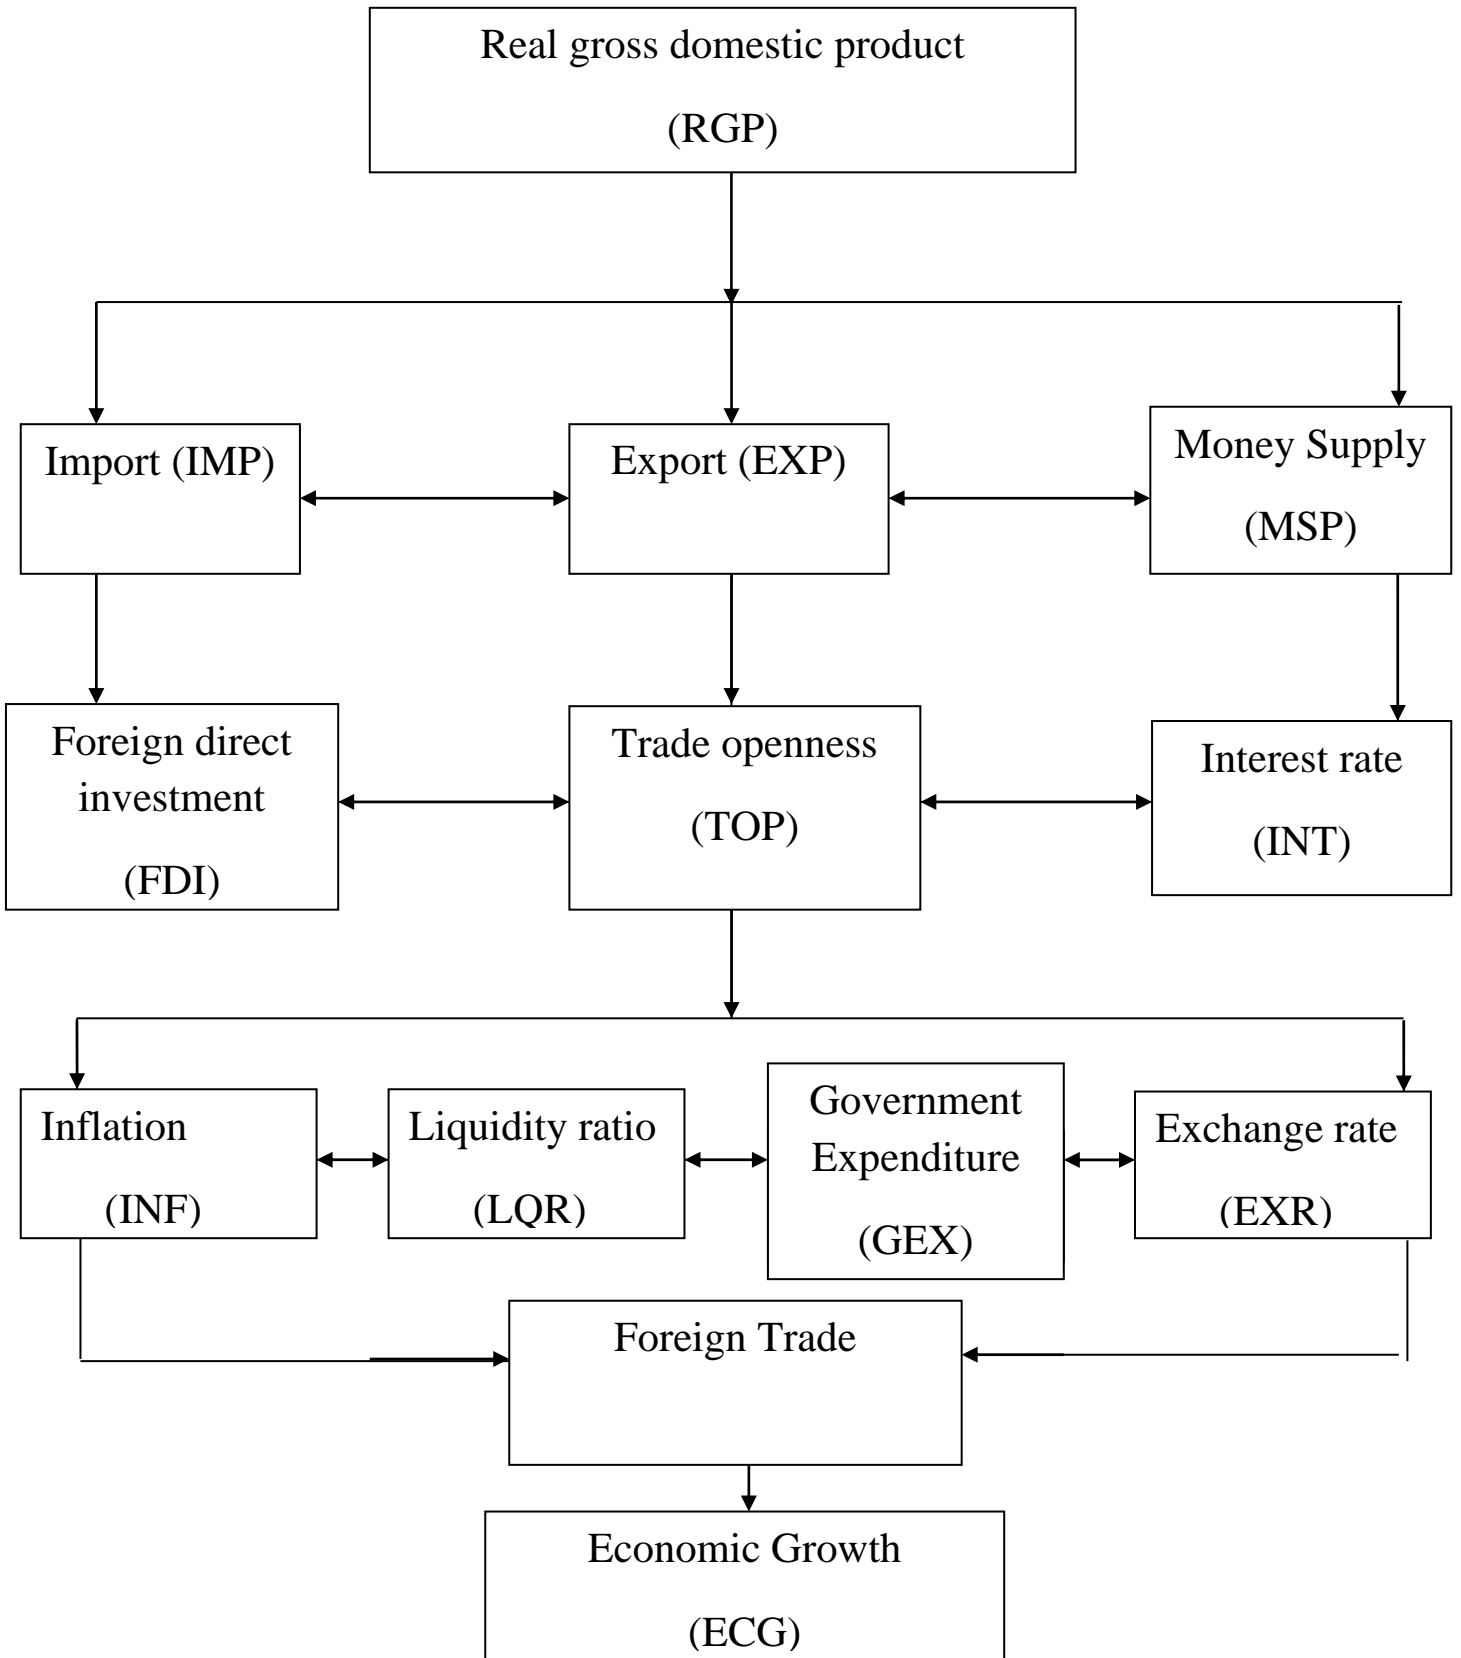 Real gross domestic product
(RGP)
Import (IMP)
Export (EXP)
Money Supply
(MSP)
Foreign direct
investment
(FDI)
Trade openness
(TOP)
Interest rate
(INT)
Inflation
(INF)
Liquidity ratio
(LQR)
Government
Expenditure
(GEX)
Exchange rate
(EXR)
Foreign Trade
Economic Growth
(ECG)